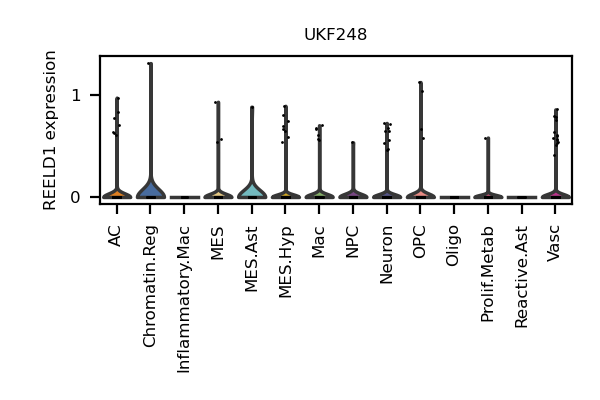 UKF248
REELD1 expression
1
0
AC
Chromatin.Reg
Inflammatory.Mac
MES
MES.Ast
MES.Hyp
Mac
NPC
Neuron
OPC
Oligo
Prolif.Metab
Reactive.Ast
Vasc